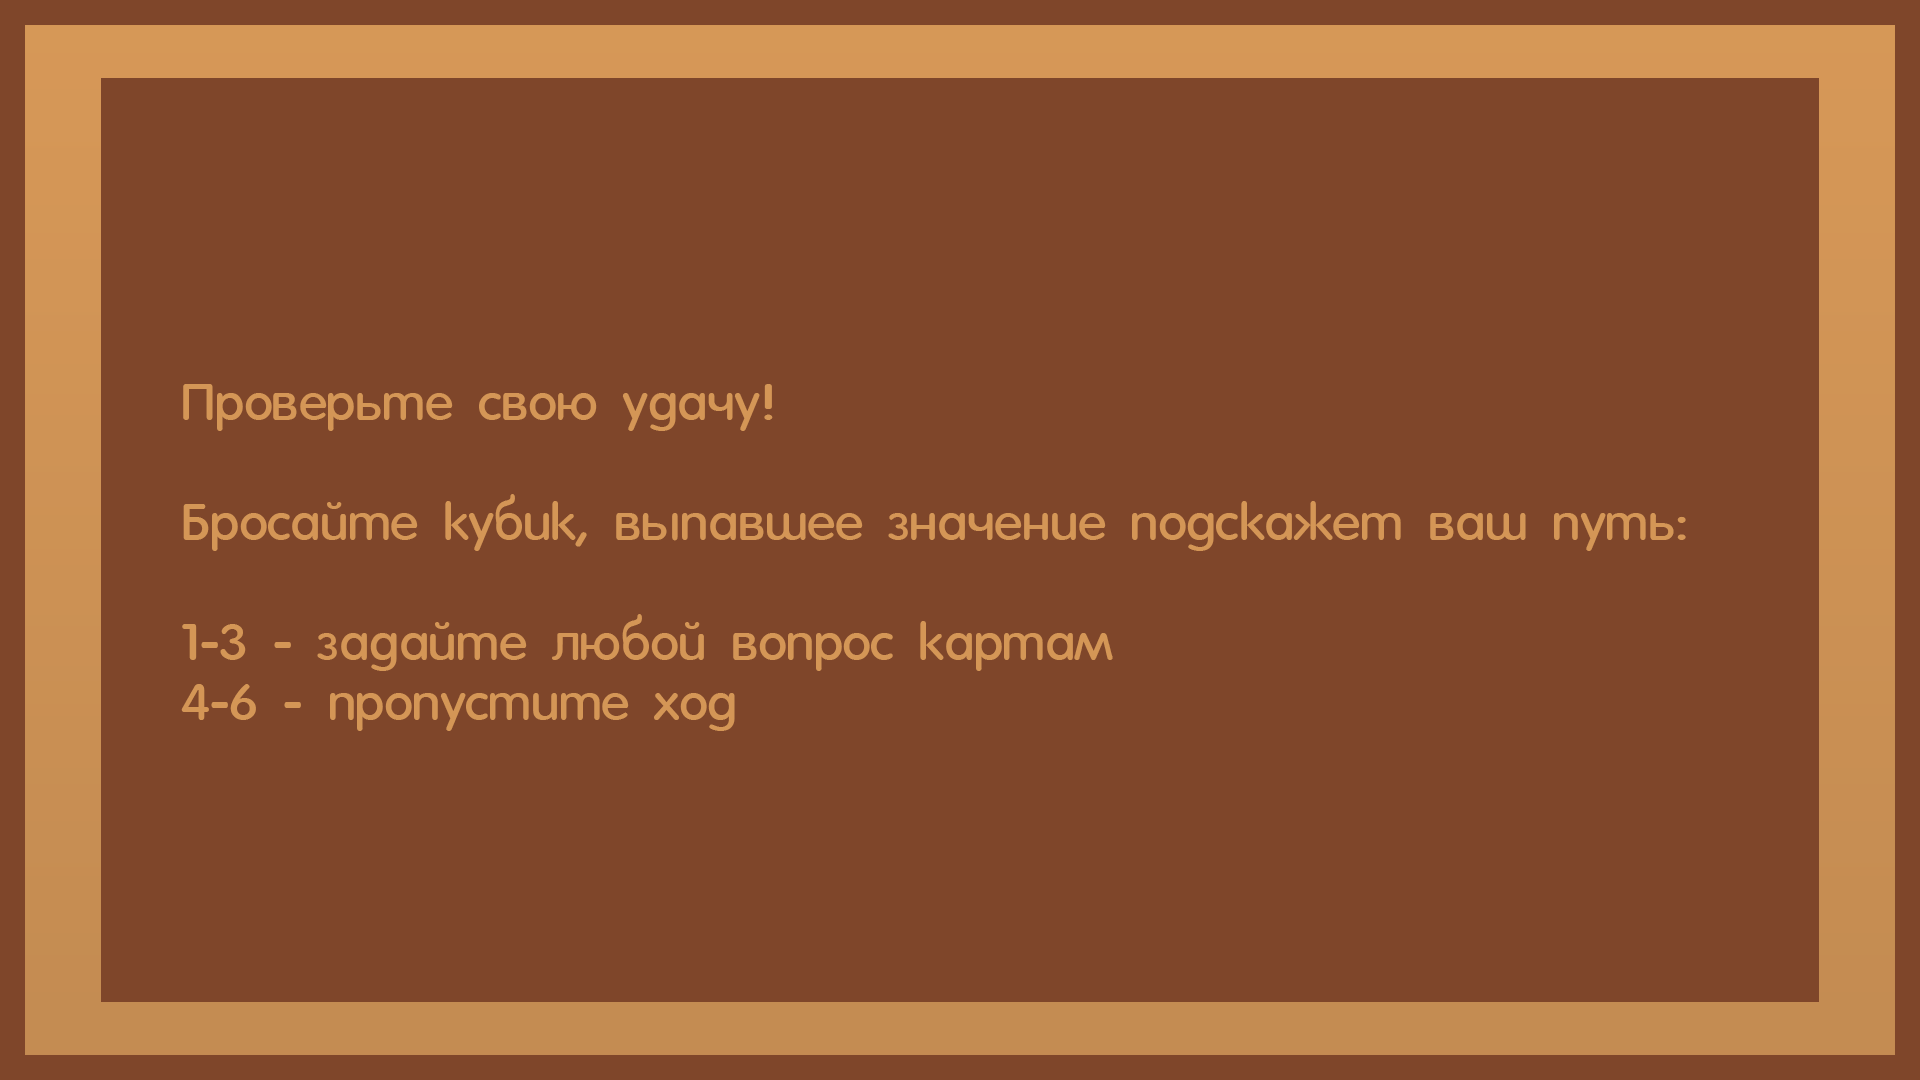 Проверьте свою удачу!
Бросайте кубик, выпавшее значение подскажет ваш путь:
1-3 - задайте любой вопрос картам
4-6 - пропустите ход